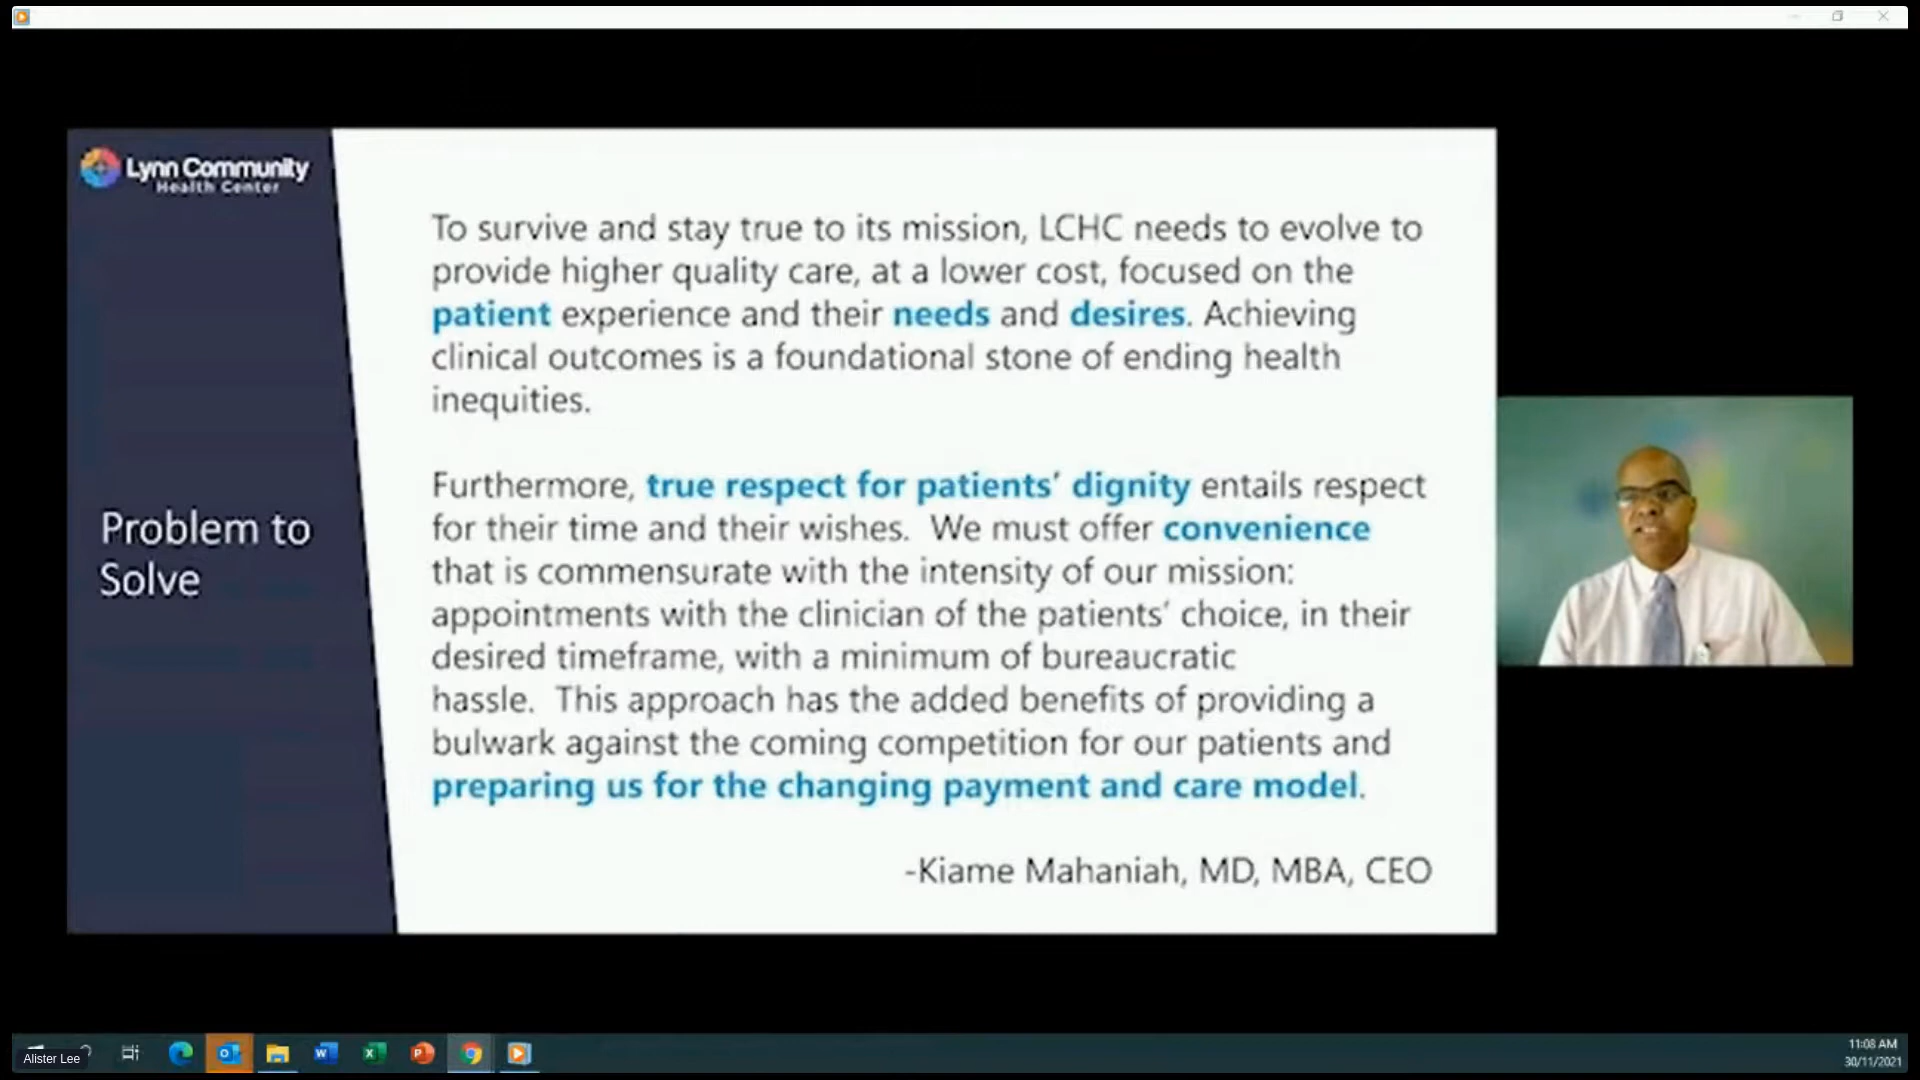 Lynn Community
Health Center
Problem to
Solve
To survive and stay true to its mission, LCHC needs to evolve to
provide higher quality care, at a lower cost, focused on the
patient experience and their needs and desires. Achieving
clinical outcomes is a foundational stone of ending health
inequities.
Furthermore, true respect for patients’ dignity entails respect
for their time and their wishes.  We must offer convenience
that is commensurate with the intensity of our mission:
appointments with the clinician of the patients’ choice, in their
desired timeframe, with a minimum of bureaucratic
hassle.  This approach has the added benefits of providing a
bulwark against the coming competition for our patients and
preparing us for the changing payment and care model.
-Kiame Mahaniah, MD, MBA, CEO
Alister Lee
11:08 AM
30/11/2021